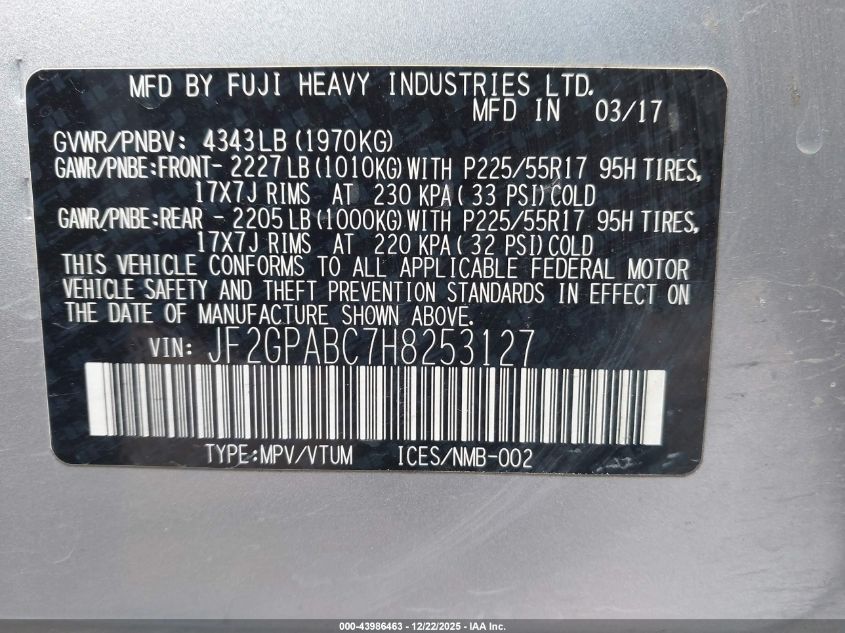 MFD BY FUJI HEAVY INDUSTRIES LTD.
MFD IN 03/17
GVWR/PNBV: 4343LB(1970KG)
GAWR/PNBE:FRONT- 2227LB(1010KG)WITH P225/55R17 95H TIRES,
17X7J RIMS AT 230 KPA(33 PSI)COLD
GAWR/PNBE:REAR - 2205LB(1000KG)WITH P225/55R17 95H TIRES,
17X7J RIMS AT 220 KPA(32 PSI)COLD
THIS VEHICLE CONFORMS TO ALL APPLICABLE FEDERAL MOTOR
VEHICLE SAFETY AND THEFT PREVENTION STANDARDS IN EFFECT ON
THE DATE OF MANUFACTURE SHOWN ABOVE.
VIN: JF2GPABC7H8253127
TYPE:MPV/VTUM ICES/NMB-002
000-43986463 - 12/22/2025 - IAA Inc.